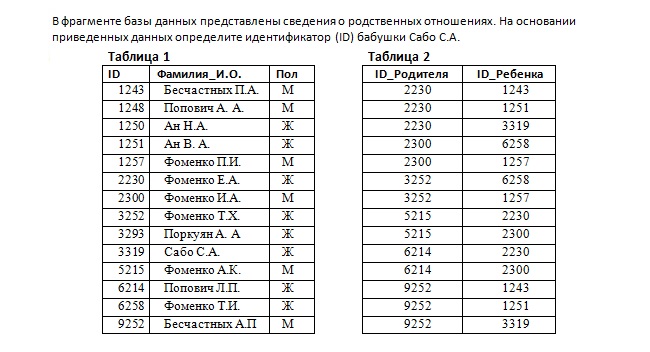 В фрагменте базы данных представлены сведения о родственных отношениях. На основании
приведенных данных определите идентификатор (ID) бабушки Сабо С.А.
Таблица 1
ID Фамилия_И.О. Пол
1243 Бесчастных П.А. М
1248 Попович А. А. М
1250 Ан Н.А. Ж
1251 Ан В. А. Ж
1257 Фоменко П.И. М
2230 Фоменко Е.А. Ж
2300 Фоменко И.А. М
3252 Фоменко Т.Х. Ж
3293 Поркуян А. А Ж
3319 Сабо С.А. Ж
5215 Фоменко А.К. М
6214 Попович Л.П. Ж
6258 Фоменко Т.И. Ж
9252 Бесчастных А.П М
Таблица 2
ID_Родителя ID_Ребенка
2230 1243
2230 1251
2230 3319
2300 6258
2300 1257
3252 6258
3252 1257
5215 2230
5215 2300
6214 2230
6214 2300
9252 1243
9252 1251
9252 3319